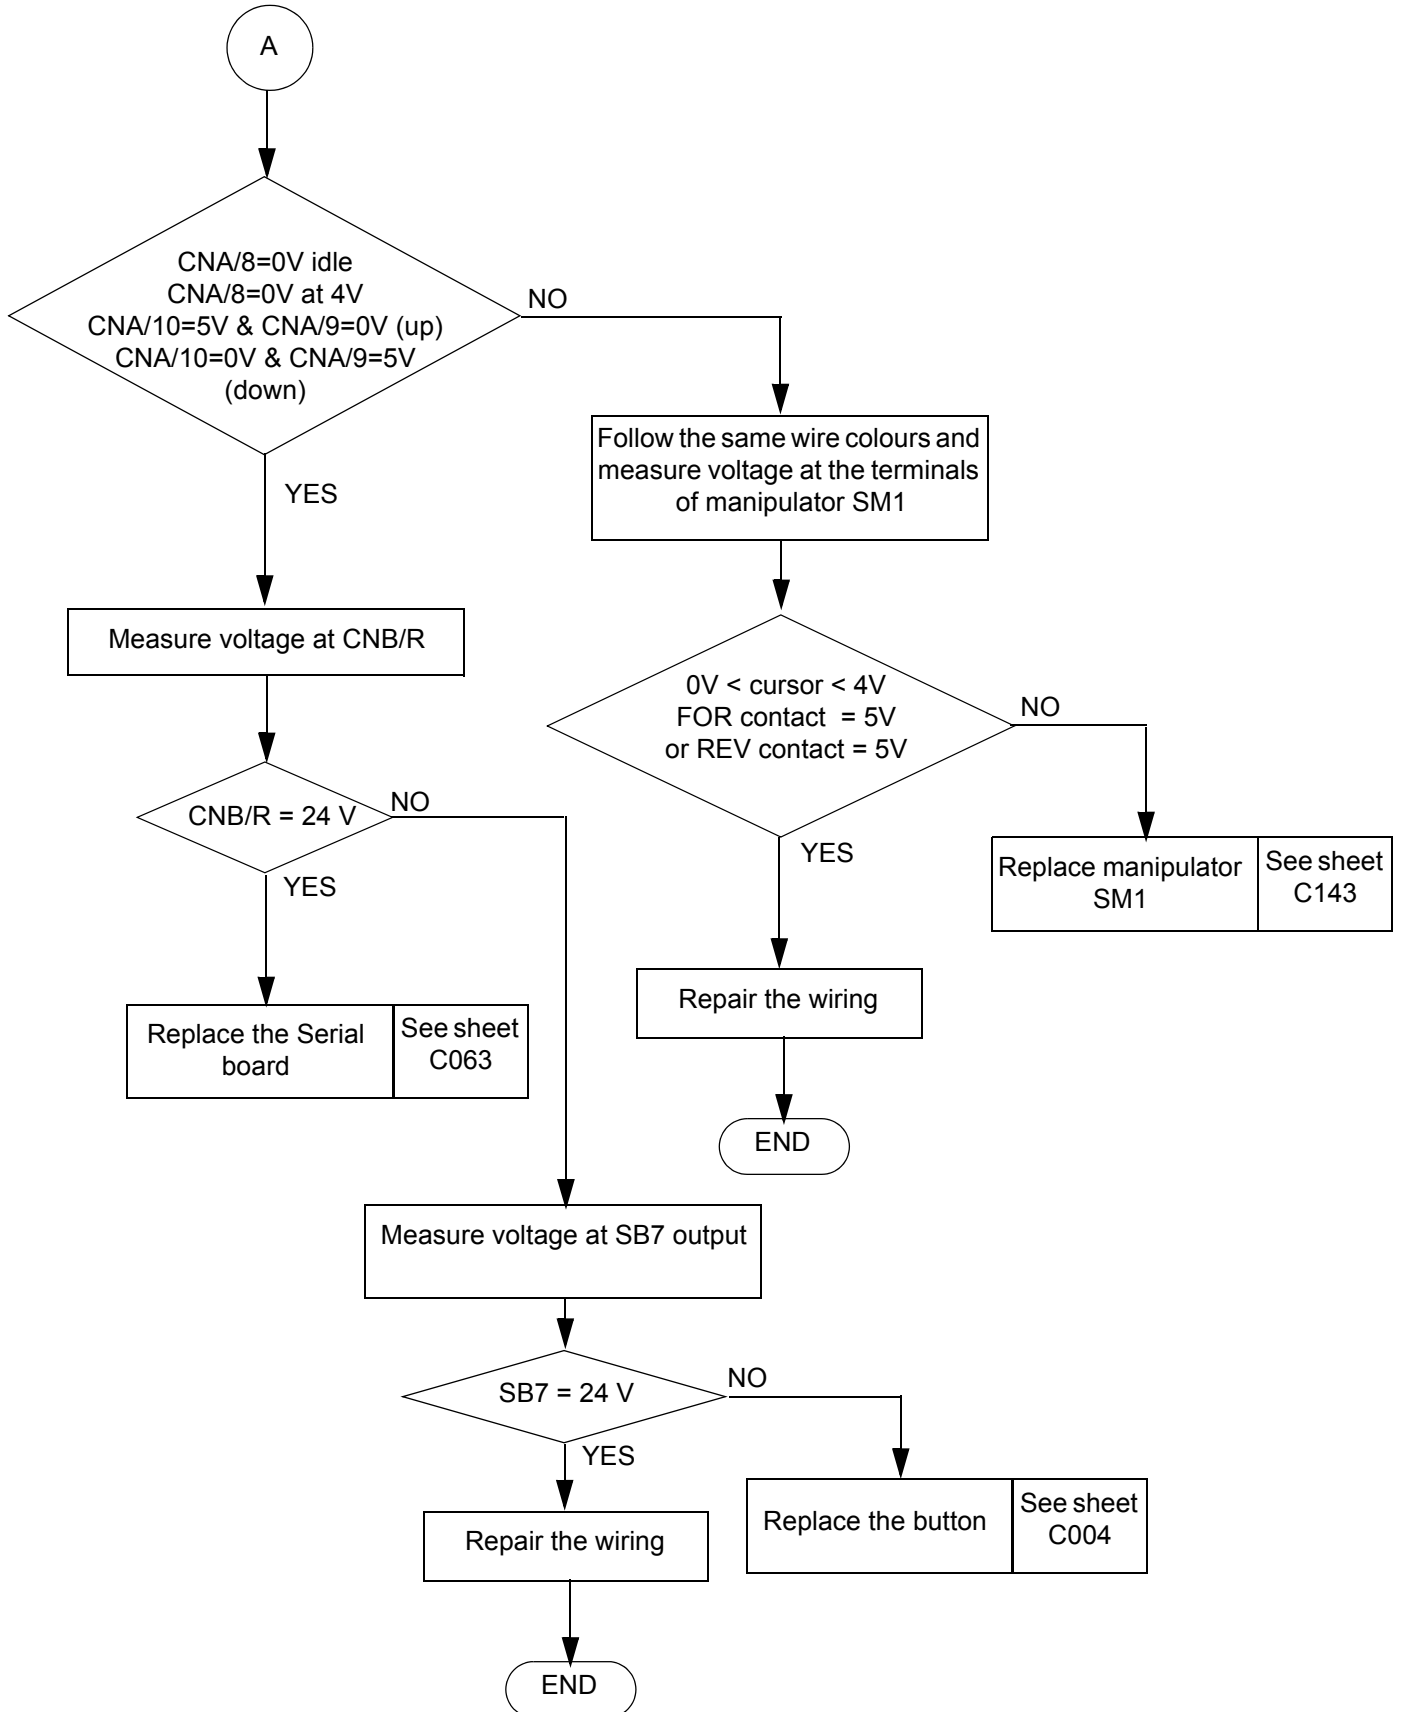 A
CNA/8=0V idle
CNA/8=0V at 4V
CNA/10=5V & CNA/9=0V (up)
CNA/10=0V & CNA/9=5V
(down)
NO
YES
Follow the same wire colours and
measure voltage at the terminals
of manipulator SM1
Measure voltage at CNB/R
0V < cursor < 4V
FOR contact = 5V
or REV contact = 5V
NO
YES
CNB/R = 24 V
NO
YES
Replace manipulator
SM1
See sheet
C143
Repair the wiring
Replace the Serial
board
See sheet
C063
END
Measure voltage at SB7 output
SB7 = 24 V
NO
YES
Replace the button
See sheet
C004
Repair the wiring
END